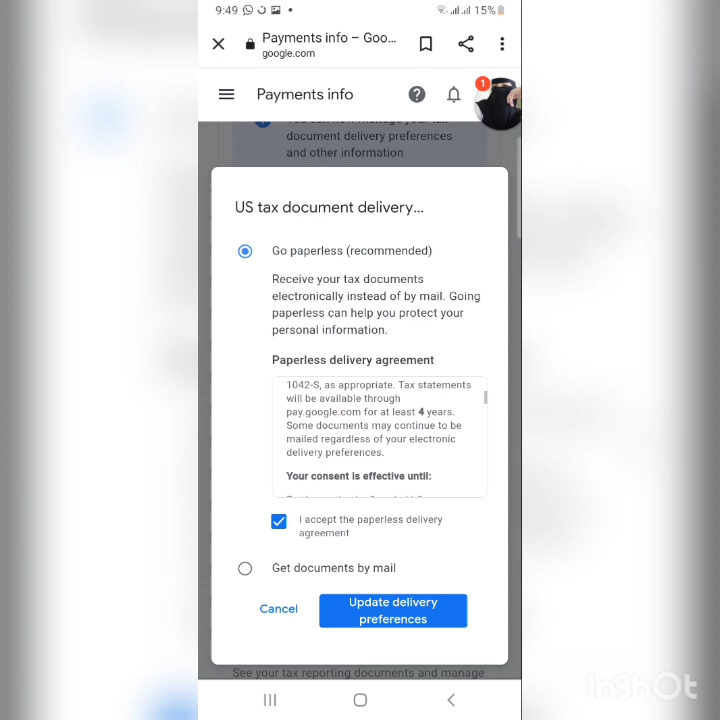 9:49
15%
Payments info – Goo...
google.com
Payments info
1
document delivery preferences
and other information
US tax document delivery...
Go paperless (recommended)
Receive your tax documents
electronically instead of by mail. Going
paperless can help you protect your
personal information.
Paperless delivery agreement
1042-S, as appropriate. Tax statements
will be available through
pay.google.com for at least 4 years.
Some documents may continue to be
mailed regardless of your electronic
delivery preferences.
Your consent is effective until:
I accept the paperless delivery
agreement
Get documents by mail
Cancel
Update delivery
preferences
See your tax reporting documents and manage
InShOt